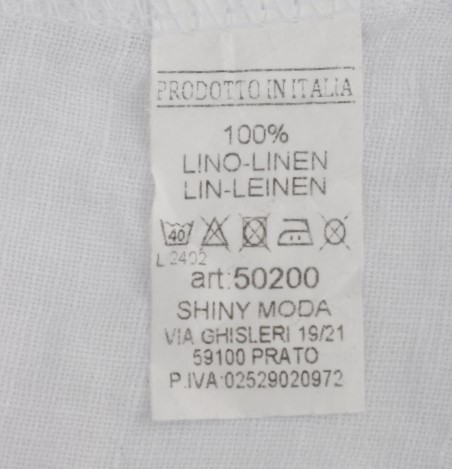 PRODOTTO IN ITALIA
100%
LINO-LINEN
LIN-LEINEN
40
L 2402
art:50200
SHINY MODA
VIA GHISLERI 19/21
59100 PRATO
P.IVA:02529020972